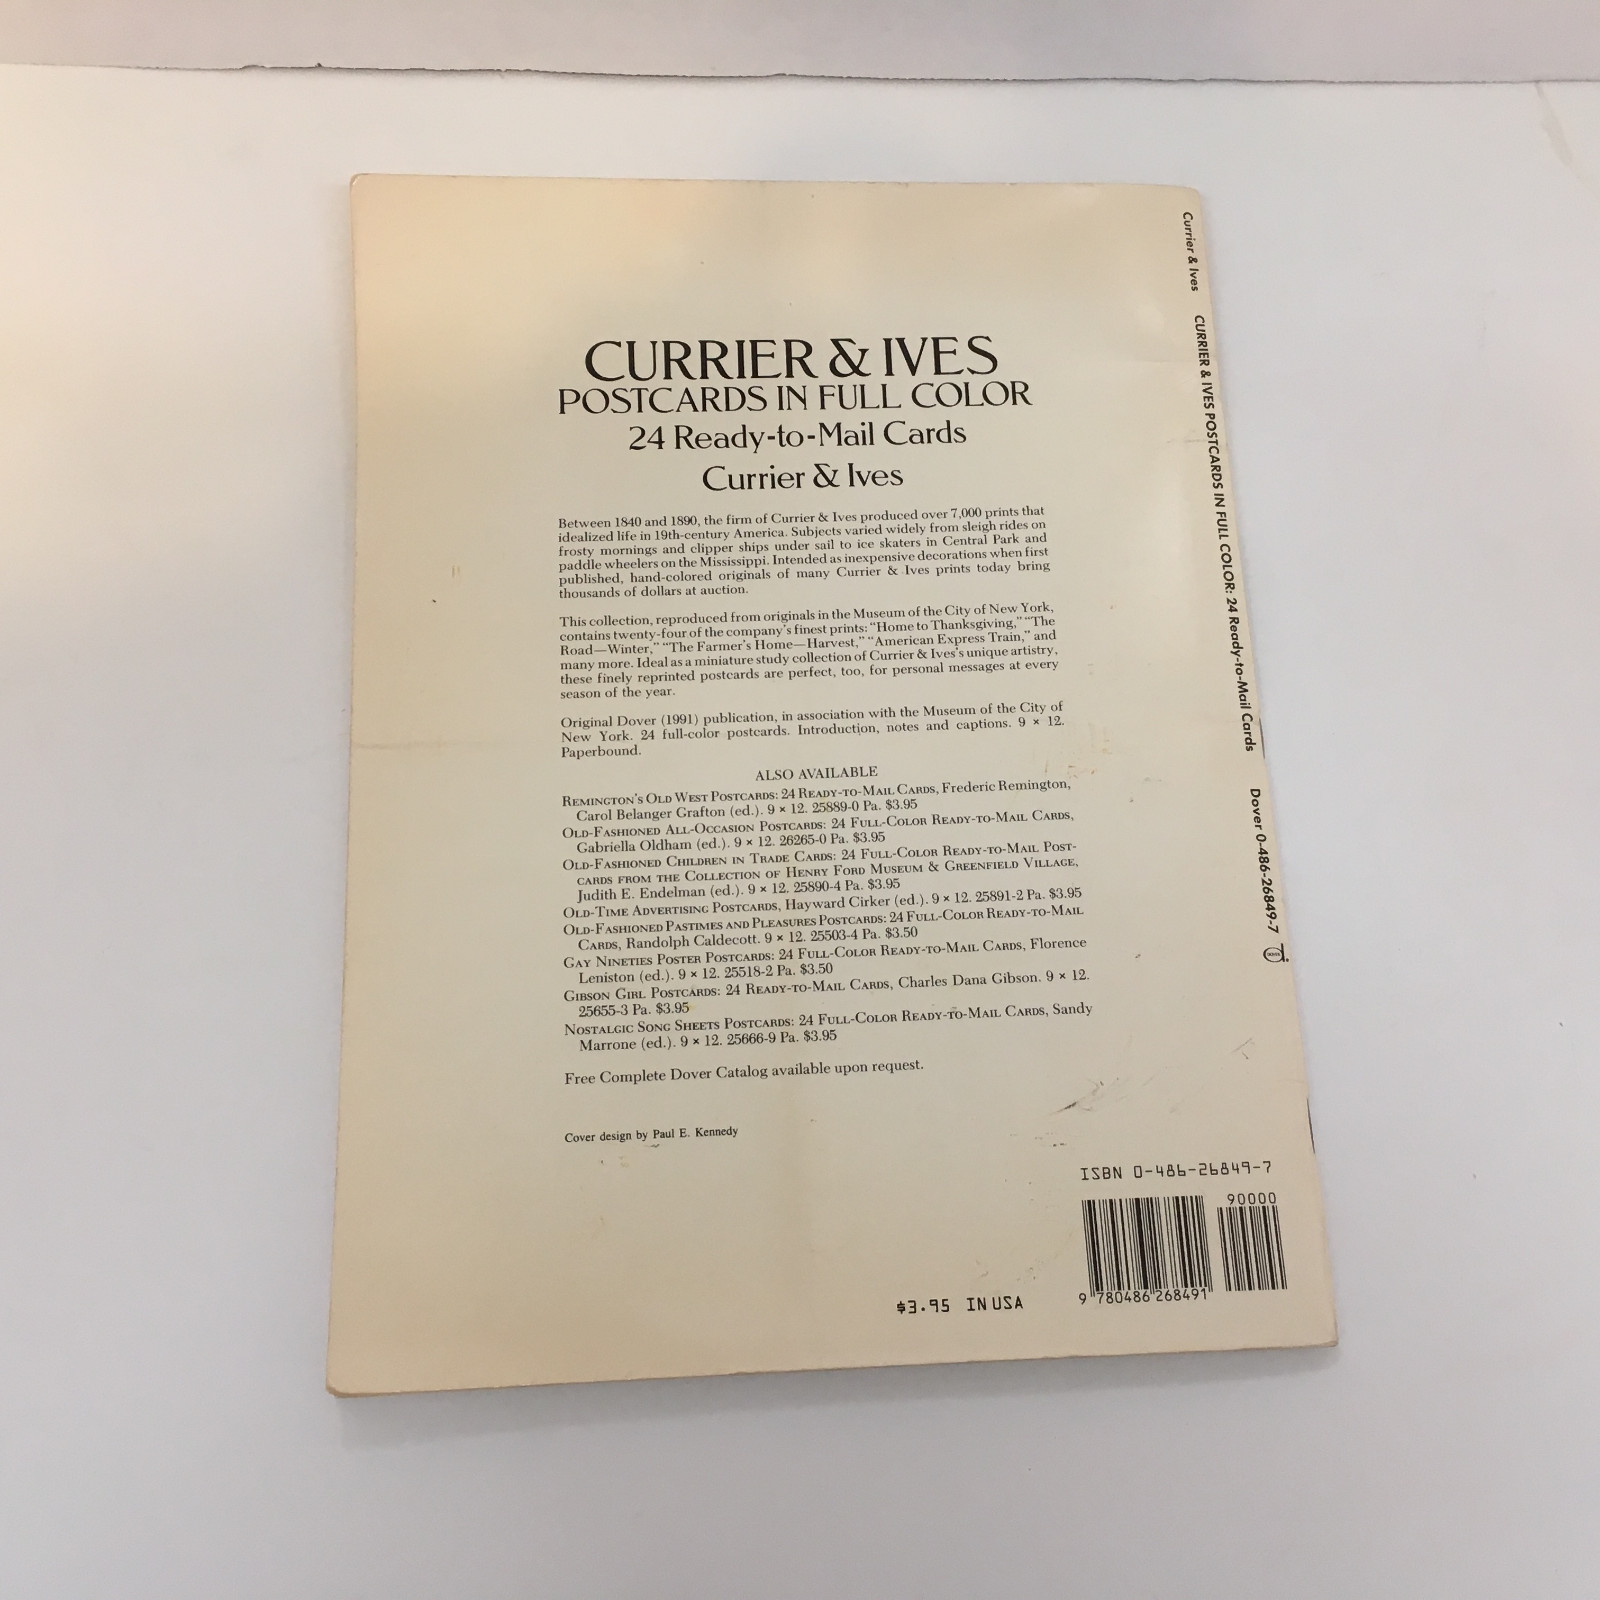 CURRIER & IVES
POSTCARDS IN FULL COLOR
24 Ready-to-Mail Cards
Currier & Ives
Between 1840 and 1890, the firm of Currier & Ives produced over 7,000 prints that
idealized life in 19th-century America. Subjects varied widely from sleigh rides on
frosty mornings and clipper ships under sail to ice skaters in Central Park and
paddle wheelers on the Mississippi. Intended as inexpensive decorations when first
published, hand-colored originals of many Currier & Ives prints today bring
thousands of dollars at auction.
This collection, reproduced from originals in the Museum of the City of New York,
contains twenty-four of the company's finest prints: "Home to Thanksgiving," "The
Road—Winter," "The Farmer's Home—Harvest," "American Express Train," and
many more. Ideal as a miniature study collection of Currier & Ives's unique artistry,
these finely reprinted postcards are perfect, too, for personal messages at every
season of the year.
Original Dover (1991) publication, in association with the Museum of the City of
New York. 24 full-color postcards. Introduction, notes and captions. 9 × 12.
Paperbound.
ALSO AVAILABLE
REMINGTON'S OLD WEST POSTCARDS: 24 READY-TO-MAIL CARDS, Frederic Remington,
Carol Belanger Grafton (ed.). 9 × 12. 25889-0 Pa. $3.95
OLD-FASHIONED ALL-OCCASION POSTCARDS: 24 FULL-COLOR READY-TO-MAIL CARDS,
Gabriella Oldham (ed.). 9 × 12. 26265-0 Pa. $3.95
OLD-FASHIONED CHILDREN IN TRADE CARDS: 24 FULL-COLOR READY-TO-MAIL POST-
CARDS FROM THE COLLECTION OF HENRY FORD MUSEUM & GREENFIELD VILLAGE,
Judith E. Endelman (ed.). 9 × 12. 25890-4 Pa. $3.95
OLD-TIME ADVERTISING POSTCARDS, Hayward Cirker (ed.). 9 × 12. 25891-2 Pa. $3.95
OLD-FASHIONED PASTIMES AND PLEASURES POSTCARDS: 24 FULL-COLOR READY-TO-MAIL
CARDS, Randolph Caldecott. 9 × 12. 25503-4 Pa. $3.50
GAY NINETIES POSTER POSTCARDS: 24 FULL-COLOR READY-TO-MAIL CARDS, Florence
Leniston (ed.). 9 × 12. 25518-2 Pa. $3.50
GIBSON GIRL POSTCARDS: 24 READY-TO-MAIL CARDS, Charles Dana Gibson. 9 × 12.
25655-3 Pa. $3.95
NOSTALGIC SONG SHEETS POSTCARDS: 24 FULL-COLOR READY-TO-MAIL CARDS, Sandy
Marrone (ed.). 9 × 12. 25666-9 Pa. $3.95
Free Complete Dover Catalog available upon request.
Cover design by Paul E. Kennedy
ISBN 0-486-26849-7
90000
9 780486 268491
$3.95 IN USA
Currier & Ives CURRIER & IVES POSTCARDS IN FULL COLOR: 24 Ready-to-Mail Cards Dover 0-486-26849-7